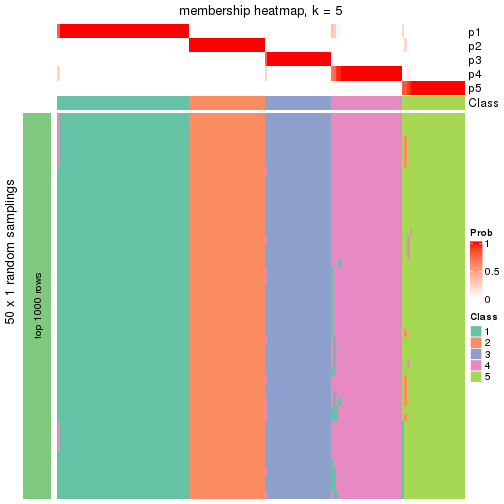 membership heatmap, k = 5
p1
p2
p3
p4
p5
Class
50 x 1 random samplings
top 1000 rows
Prob
1
0.5
0
Class
1
2
3
4
5